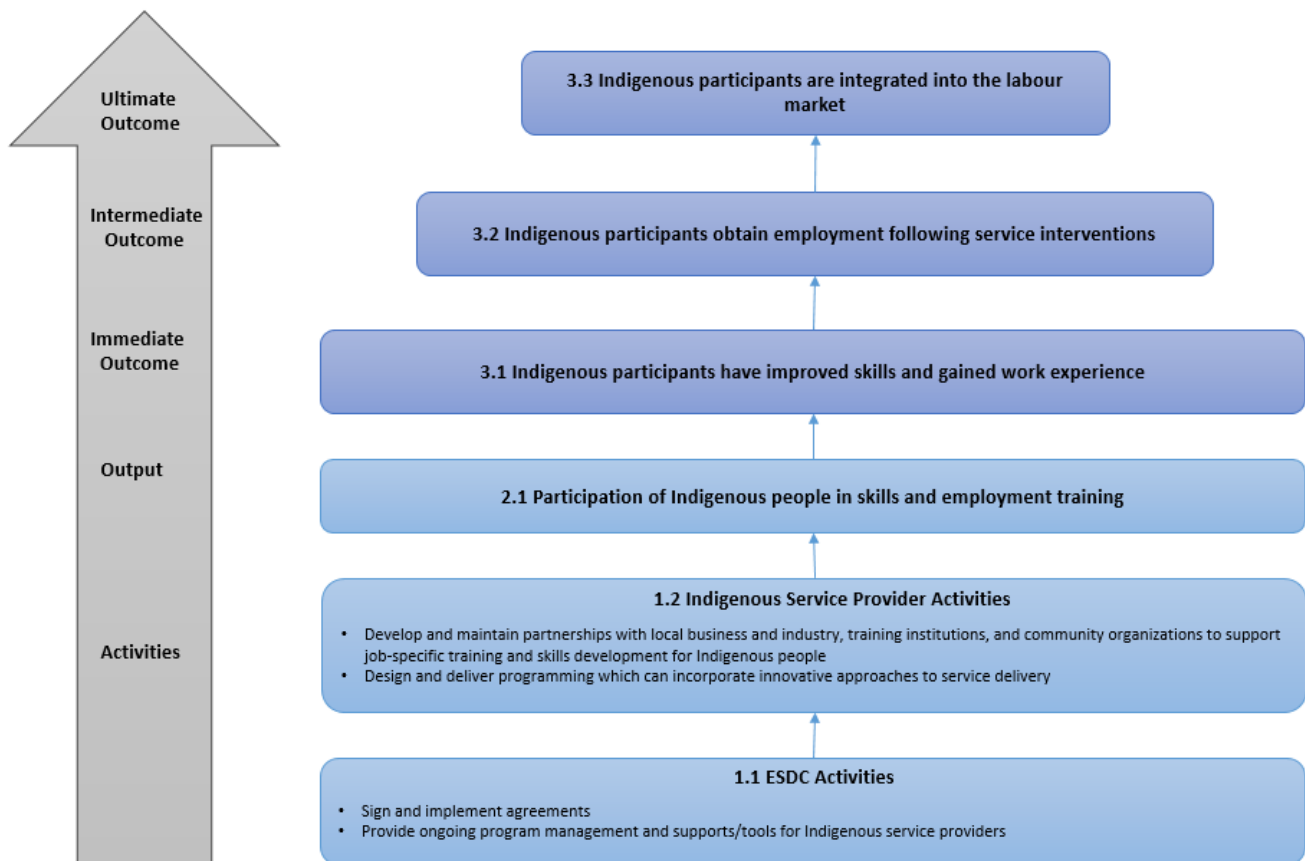 Ultimate
Outcome
3.3 Indigenous participants are integrated into the labour
market
Intermediate
Outcome
3.2 Indigenous participants obtain employment following service interventions
Immediate
Outcome
3.1 Indigenous participants have improved skills and gained work experience
Output
2.1 Participation of Indigenous people in skills and employment training
Activities
1.2 Indigenous Service Provider Activities
• Develop and maintain partnerships with local business and industry, training institutions, and community organizations to support
job-specific training and skills development for Indigenous people
• Design and deliver programming which can incorporate innovative approaches to service delivery
1.1 ESDC Activities
• Sign and implement agreements
• Provide ongoing program management and supports/tools for Indigenous service providers